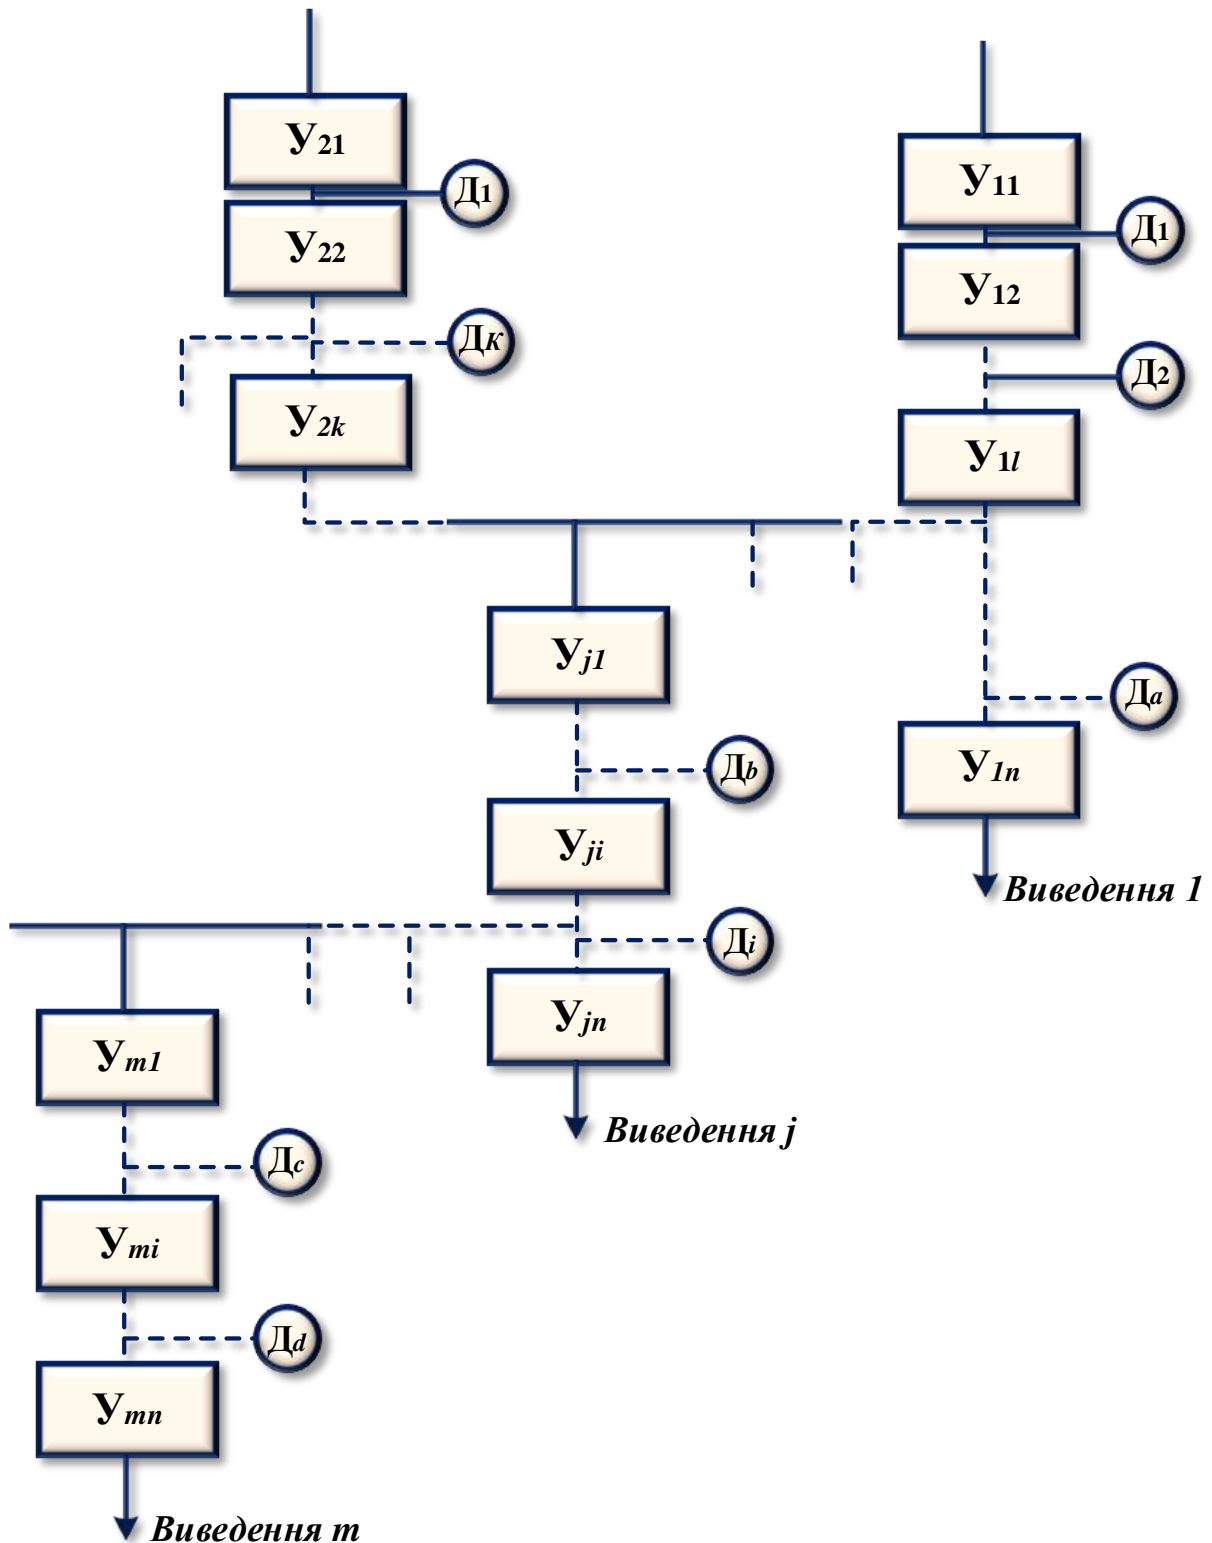 У21
Д1
У22
ДК
У2k
У11
Д1
У12
Д2
У1l
Уj1
Дb
Уji
Дi
Уjn
Виведення j
Дa
У1n
Виведення 1
Уm1
Дc
Уmi
Дd
Уmn
Виведення m